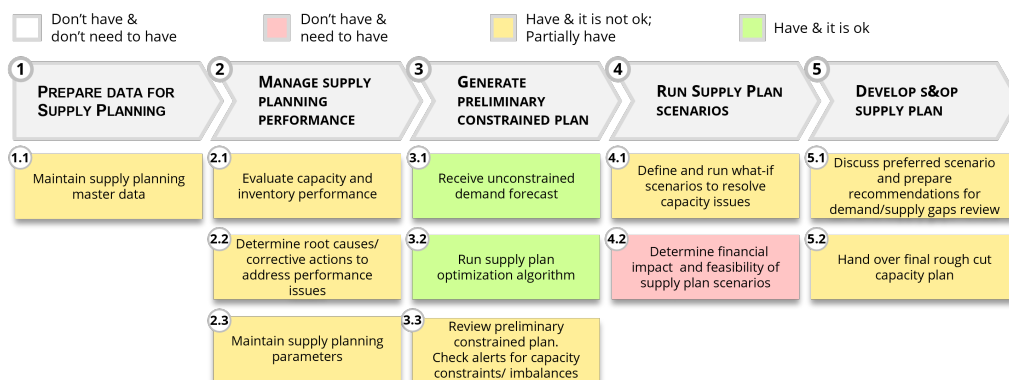 Don't have &
don't need to have
Don't have &
need to have
Have & it is not ok;
Partially have
Have & it is ok
1
PREPARE DATA FOR
SUPPLY PLANNING
2
MANAGE SUPPLY
PLANNING
PERFORMANCE
3
GENERATE
PRELIMINARY
CONSTRAINED PLAN
4
RUN SUPPLY PLAN
SCENARIOS
5
DEVELOP S&OP
SUPPLY PLAN
1.1
Maintain supply planning
master data
2.1
Evaluate capacity and
inventory performance
3.1
Receive unconstrained
demand forecast
4.1
Define and run what-if
scenarios to resolve
capacity issues
5.1
Discuss preferred scenario
and prepare
recommendations for
demand/supply gaps review
2.2
Determine root causes/
corrective actions to
address performance
issues
3.2
Run supply plan
optimization algorithm
4.2
Determine financial
impact and feasibility of
supply plan scenarios
5.2
Hand over final rough cut
capacity plan
2.3
Maintain supply planning
parameters
3.3
Review preliminary
constrained plan.
Check alerts for capacity
constraints/ imbalances